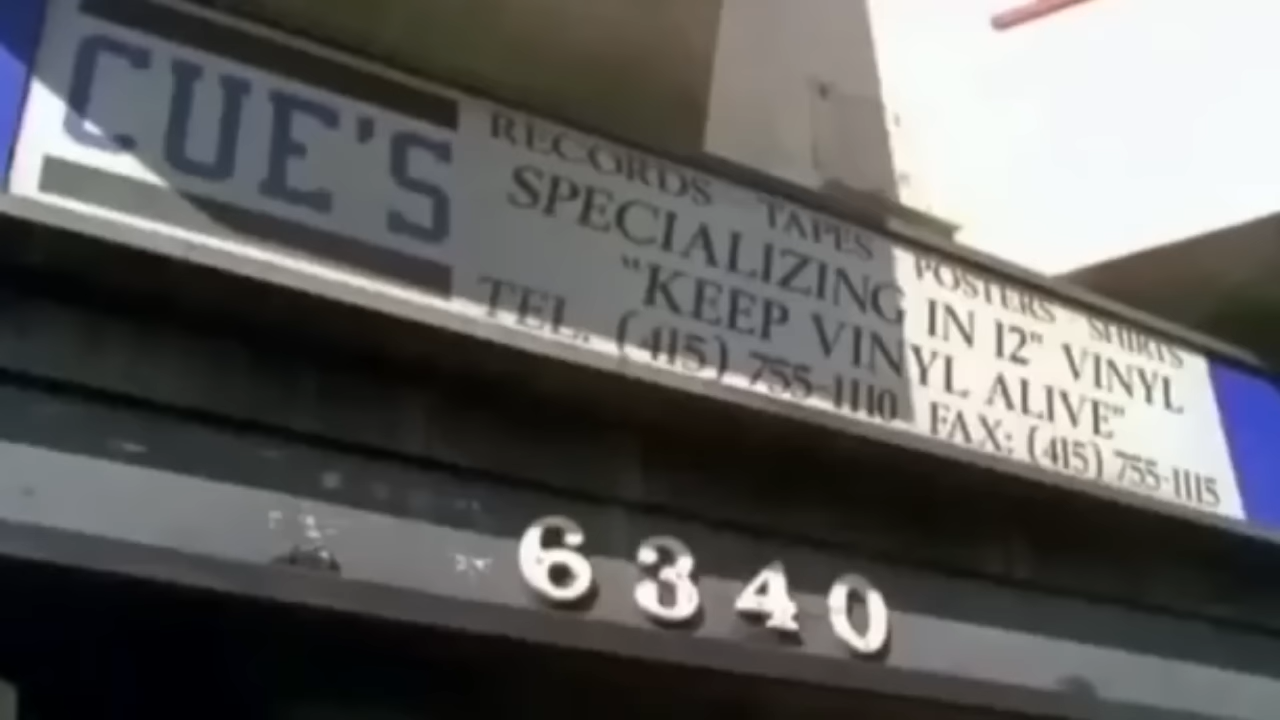 CUE'S
RECORDS TAPES POSTERS SHIRTS
SPECIALIZING IN 12" VINYL
"KEEP VINYL ALIVE"
TEL. (415) 755-1110 FAX: (415) 755-1115
6340